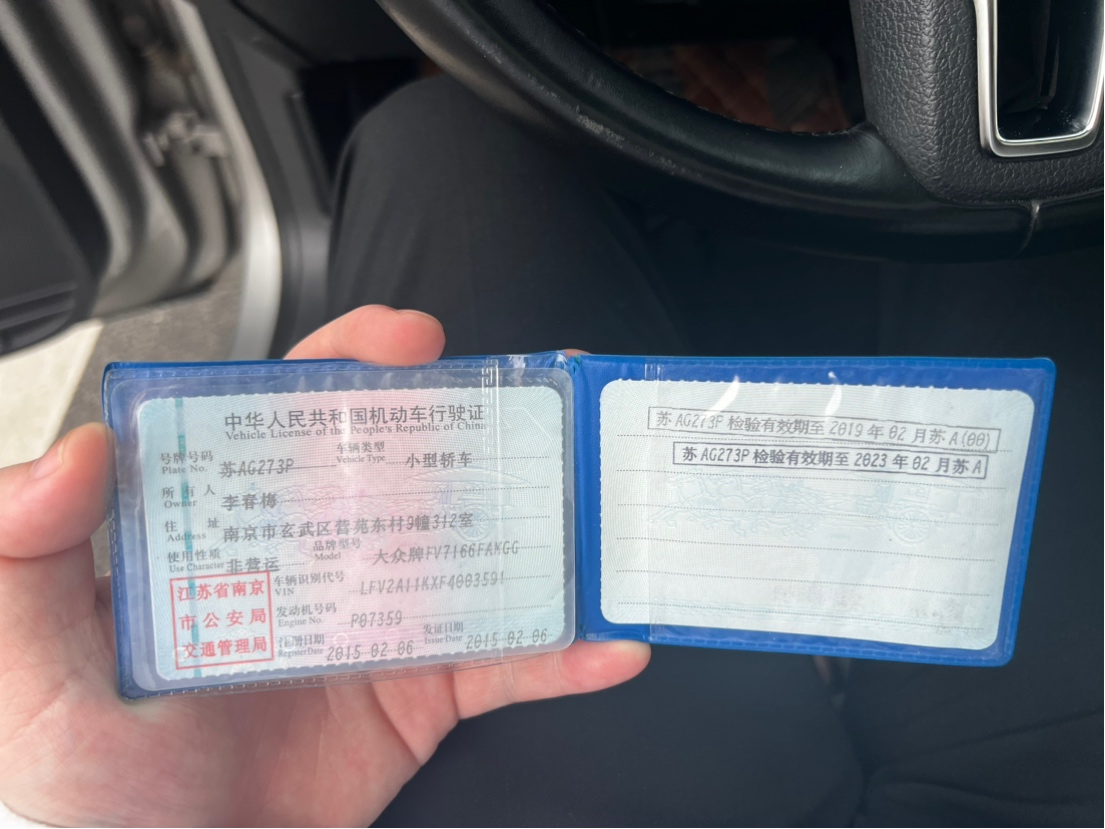 中华人民共和国机动车行驶证
Vehicle License of the People's Republic of China
号牌号码 苏AG273P 车辆类型 小型轿车
Plate No. Vehicle Type
所有人 李春梅
Owner
住址 南京市玄武区营苑东村9幢312室
Address
使用性质 非营运 品牌型号 大众牌FV7166FAMGG
Use Character Model
江苏省南京
市公安局
交通管理局
车辆识别代号 LFV2A11KXF4003591
VIN
发动机号码 P07359
Engine No.
注册日期 2015-02-06 发证日期 2015-02-06
Register Date Issue Date
苏AG273P检验有效期至2019年02月苏A(00)
苏AG273P检验有效期至2023年02月苏A